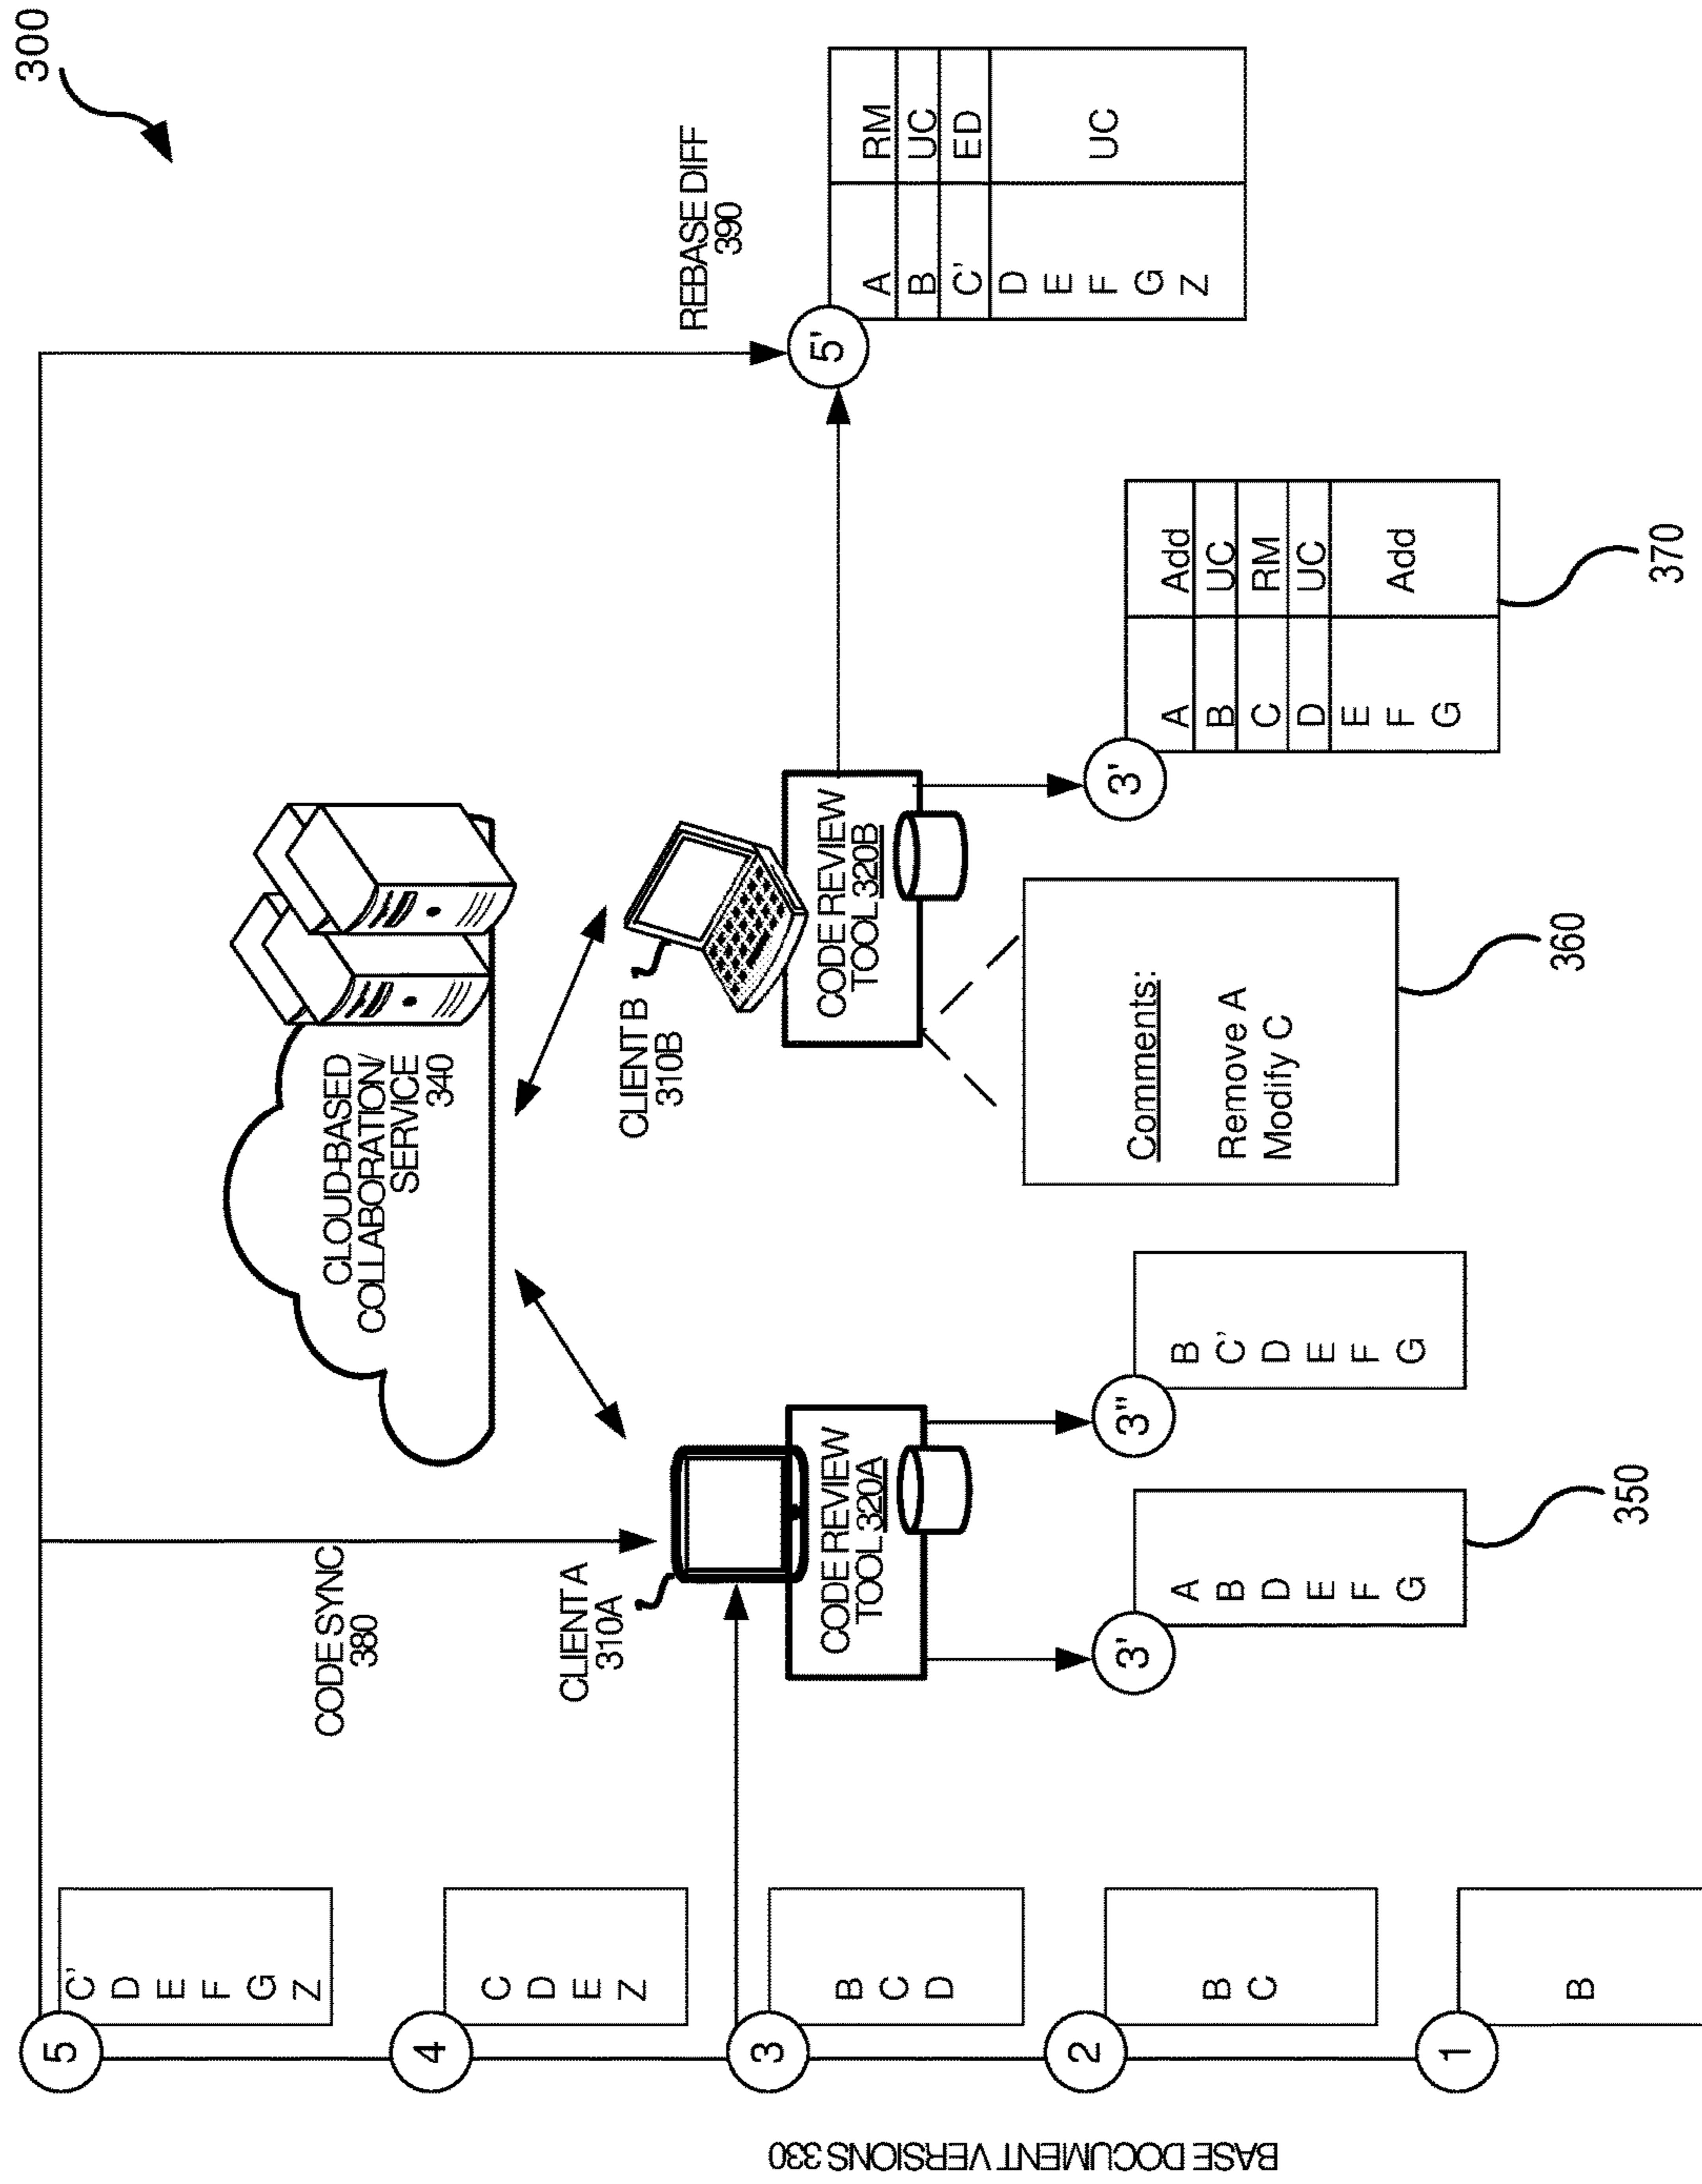 300
BASE DOCUMENT VERSIONS 330
5
C'
D
E
F
G
Z
4
C
D
E
Z
3
B
C
D
2
B
C
1
B
CODE SYNC
380
CLOUD-BASED
COLLABORATION/
SERVICE
340
CLIENT A
310A
CODE REVIEW
TOOL 320A
3'
A
B
D
E
F
G
350
3"
B
C'
D
E
F
G
CLIENT B
310B
CODE REVIEW
TOOL 320B
Comments:
Remove A
Modify C
360
3'
A Add
B UC
C RM
D UC
E
F Add
G
370
REBASE DIFF
390
5'
A RM
B UC
C' ED
D
E
F UC
G
Z